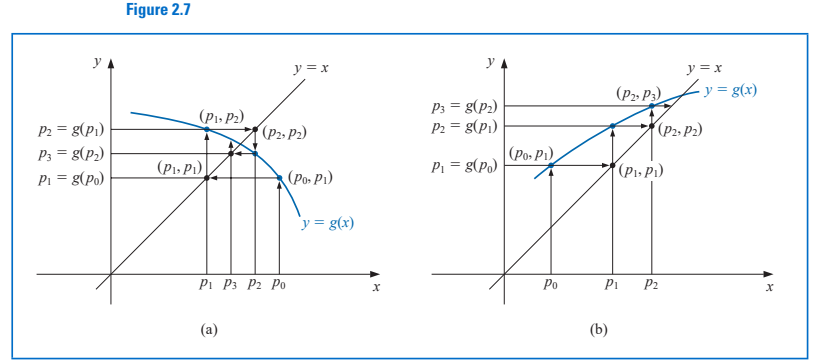 Figure 2.7
y
y = x
(p₁, p₂)
(p₂, p₂)
p₂ = g(p₁)
p₃ = g(p₂)
p₁ = g(p₀)
(p₁, p₁)
(p₀, p₁)
y = g(x)
p₁ p₃ p₂ p₀
x
(a)
y
y = x
(p₂, p₃)
y = g(x)
p₃ = g(p₂)
p₂ = g(p₁)
(p₂, p₂)
p₁ = g(p₀)
(p₀, p₁)
(p₁, p₁)
p₀ p₁ p₂
x
(b)